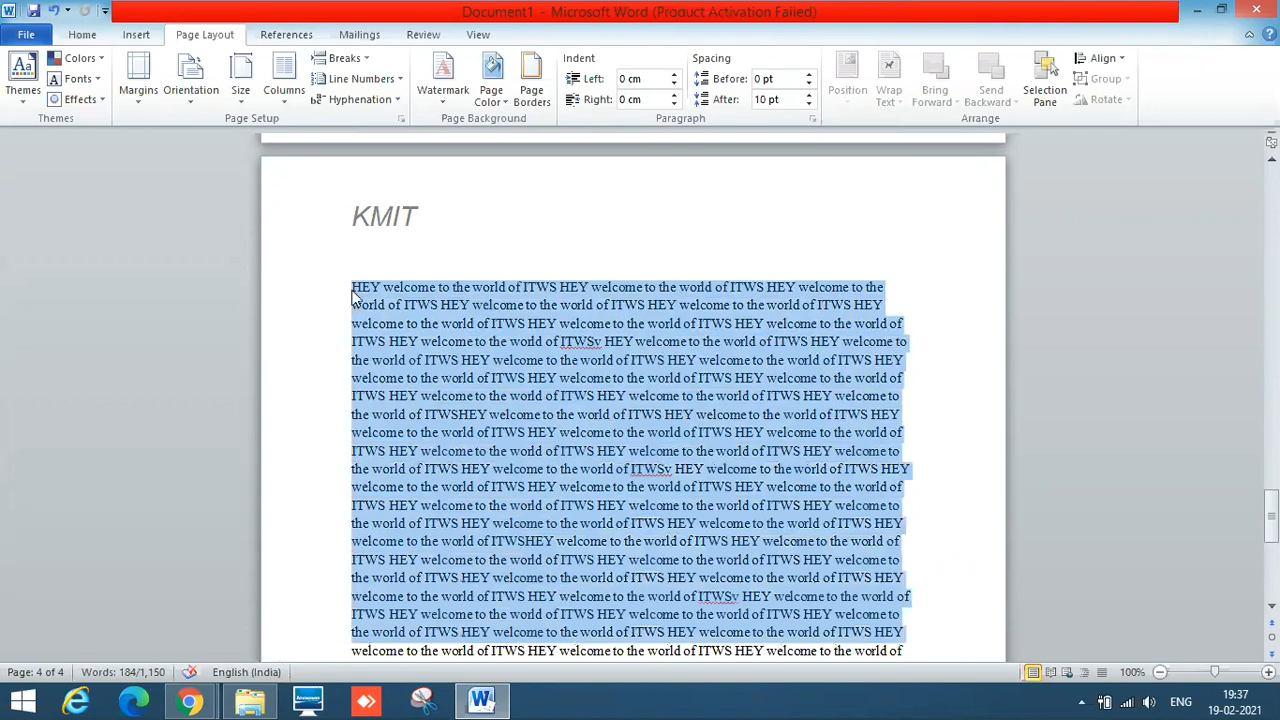 Document1 - Microsoft Word (Product Activation Failed)
File Home Insert Page Layout References Mailings Review View
Themes Colors Fonts Effects Themes
Margins Orientation Size Columns Breaks Line Numbers Hyphenation Page Setup
Watermark Page Color Page Borders Page Background
Indent Left: 0 cm Right: 0 cm Spacing Before: 0 pt After: 10 pt Paragraph
Position Wrap Text Bring Forward Send Backward Selection Pane Align Group Rotate Arrange
KMIT
HEY welcome to the world of ITWS HEY welcome to the world of ITWS HEY welcome to the
world of ITWS HEY welcome to the world of ITWS HEY welcome to the world of ITWS HEY
welcome to the world of ITWS HEY welcome to the world of ITWS HEY welcome to the world of
ITWS HEY welcome to the world of ITWSv HEY welcome to the world of ITWS HEY welcome to
the world of ITWS HEY welcome to the world of ITWS HEY welcome to the world of ITWS HEY
welcome to the world of ITWS HEY welcome to the world of ITWS HEY welcome to the world of
ITWS HEY welcome to the world of ITWS HEY welcome to the world of ITWS HEY welcome to
the world of ITWSHEY welcome to the world of ITWS HEY welcome to the world of ITWS HEY
welcome to the world of ITWS HEY welcome to the world of ITWS HEY welcome to the world of
ITWS HEY welcome to the world of ITWS HEY welcome to the world of ITWS HEY welcome to
the world of ITWS HEY welcome to the world of ITWSv HEY welcome to the world of ITWS HEY
welcome to the world of ITWS HEY welcome to the world of ITWS HEY welcome to the world of
ITWS HEY welcome to the world of ITWS HEY welcome to the world of ITWS HEY welcome to
the world of ITWS HEY welcome to the world of ITWS HEY welcome to the world of ITWS HEY
welcome to the world of ITWSHEY welcome to the world of ITWS HEY welcome to the world of
ITWS HEY welcome to the world of ITWS HEY welcome to the world of ITWS HEY welcome to
the world of ITWS HEY welcome to the world of ITWS HEY welcome to the world of ITWS HEY
welcome to the world of ITWS HEY welcome to the world of ITWSv HEY welcome to the world of
ITWS HEY welcome to the world of ITWS HEY welcome to the world of ITWS HEY welcome to
the world of ITWS HEY welcome to the world of ITWS HEY welcome to the world of ITWS HEY
welcome to the world of ITWS HEY welcome to the world of ITWS HEY welcome to the world of
Page: 4 of 4 Words: 184/1,150 English (India) 100%
ENG 19:37
19-02-2021